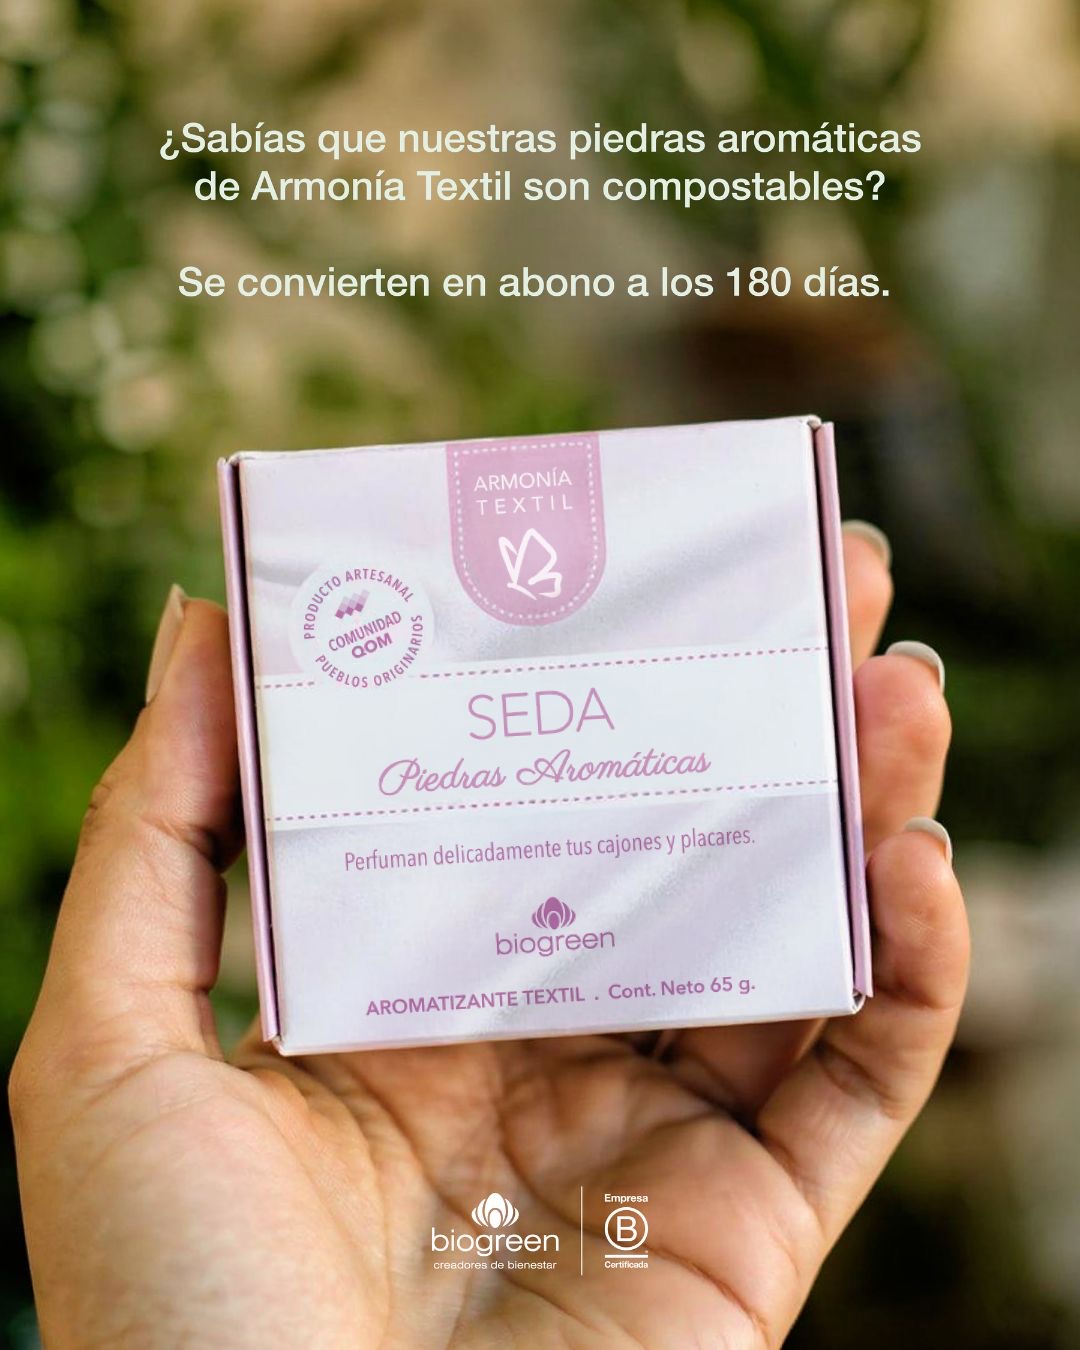 ¿Sabías que nuestras piedras aromáticas
de Armonía Textil son compostables?
Se convierten en abono a los 180 días.
ARMONÍA
TEXTIL
PRODUCTO ARTESANAL
COMUNIDAD
QOM
PUEBLOS ORIGINARIOS
SEDA
Piedras Aromáticas
Perfuman delicadamente tus cajones y placares.
biogreen
AROMATIZANTE TEXTIL . Cont. Neto 65 g.
biogreen
creadores de bienestar
Empresa
B
Certificada